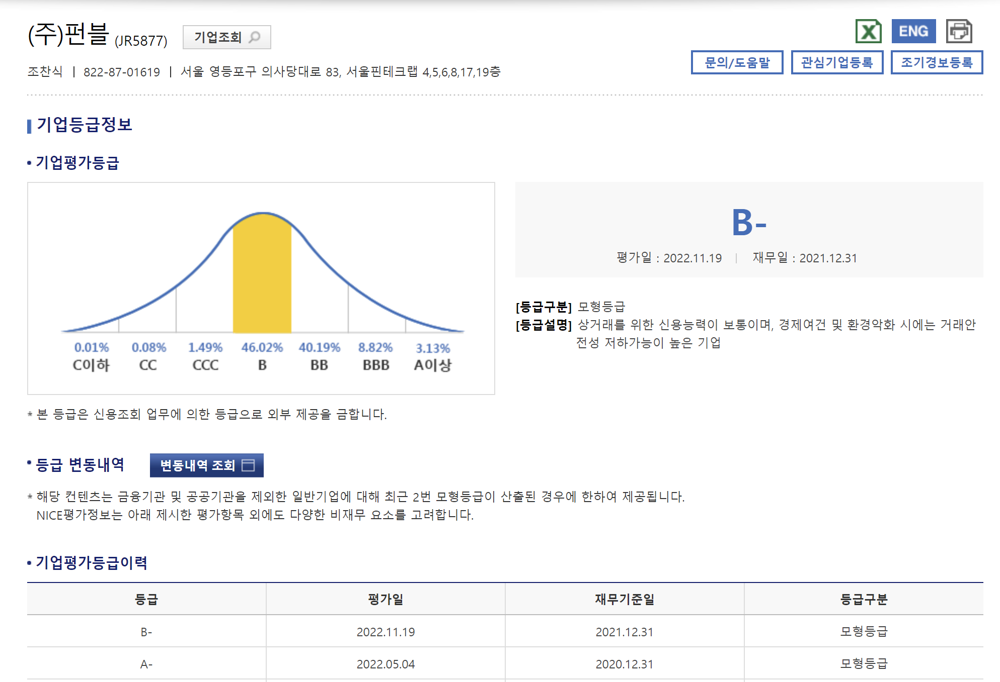 (주)펀블 (JR5877) 기업조회
ENG
문의/도움말 관심기업등록 조기경보등록
조찬식 | 822-87-01619 | 서울 영등포구 의사당대로 83, 서울핀테크랩 4,5,6,8,17,19층
기업등급정보
• 기업평가등급
0.01% 0.08% 1.49% 46.02% 40.19% 8.82% 3.13%
C이하 CC CCC B BB BBB A이상
B-
평가일 : 2022.11.19 | 재무일 : 2021.12.31
[등급구분] 모형등급
[등급설명] 상거래를 위한 신용능력이 보통이며, 경제여건 및 환경악화 시에는 거래안
전성 저하가능이 높은 기업
* 본 등급은 신용조회 업무에 의한 등급으로 외부 제공을 금합니다.
• 등급 변동내역 변동내역 조회
* 해당 컨텐츠는 금융기관 및 공공기관을 제외한 일반기업에 대해 최근 2번 모형등급이 산출된 경우에 한하여 제공됩니다.
NICE평가정보는 아래 제시한 평가항목 외에도 다양한 비재무 요소를 고려합니다.
• 기업평가등급이력
등급 평가일 재무기준일 등급구분
B- 2022.11.19 2021.12.31 모형등급
A- 2022.05.04 2020.12.31 모형등급